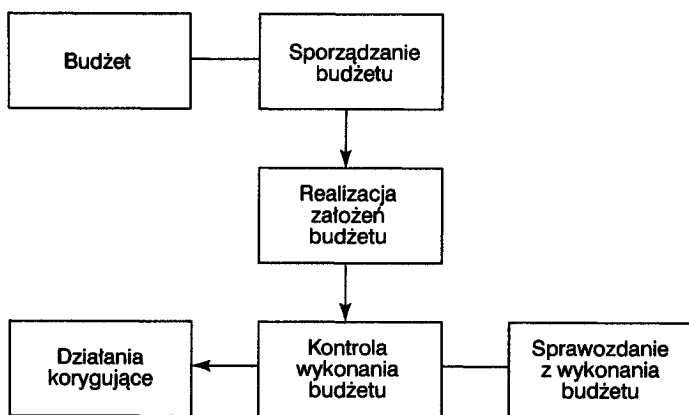 Budżet
Sporządzanie
budżetu
Realizacja
założeń
budżetu
Działania
korygujące
Kontrola
wykonania
budżetu
Sprawozdanie
z wykonania
budżetu